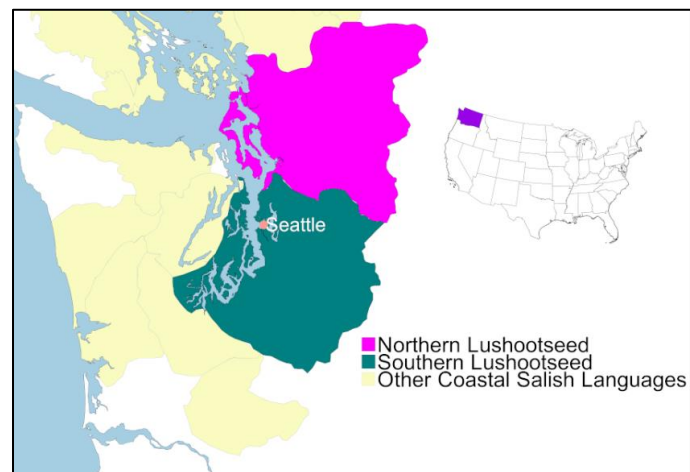 Seattle
Northern Lushootseed
Southern Lushootseed
Other Coastal Salish Languages